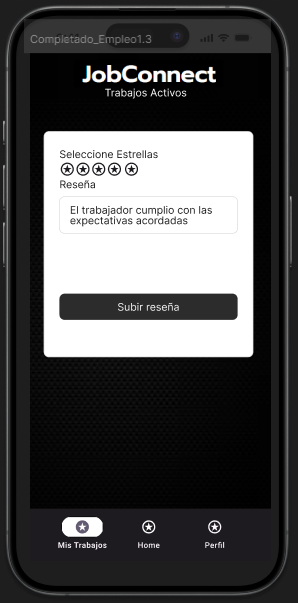 Completado_Empleo1.3
JobConnect
Trabajos Activos
Seleccione Estrellas
Reseña
El trabajador cumplio con las
expectativas acordadas
Subir reseña
Mis Trabajos Home Perfil